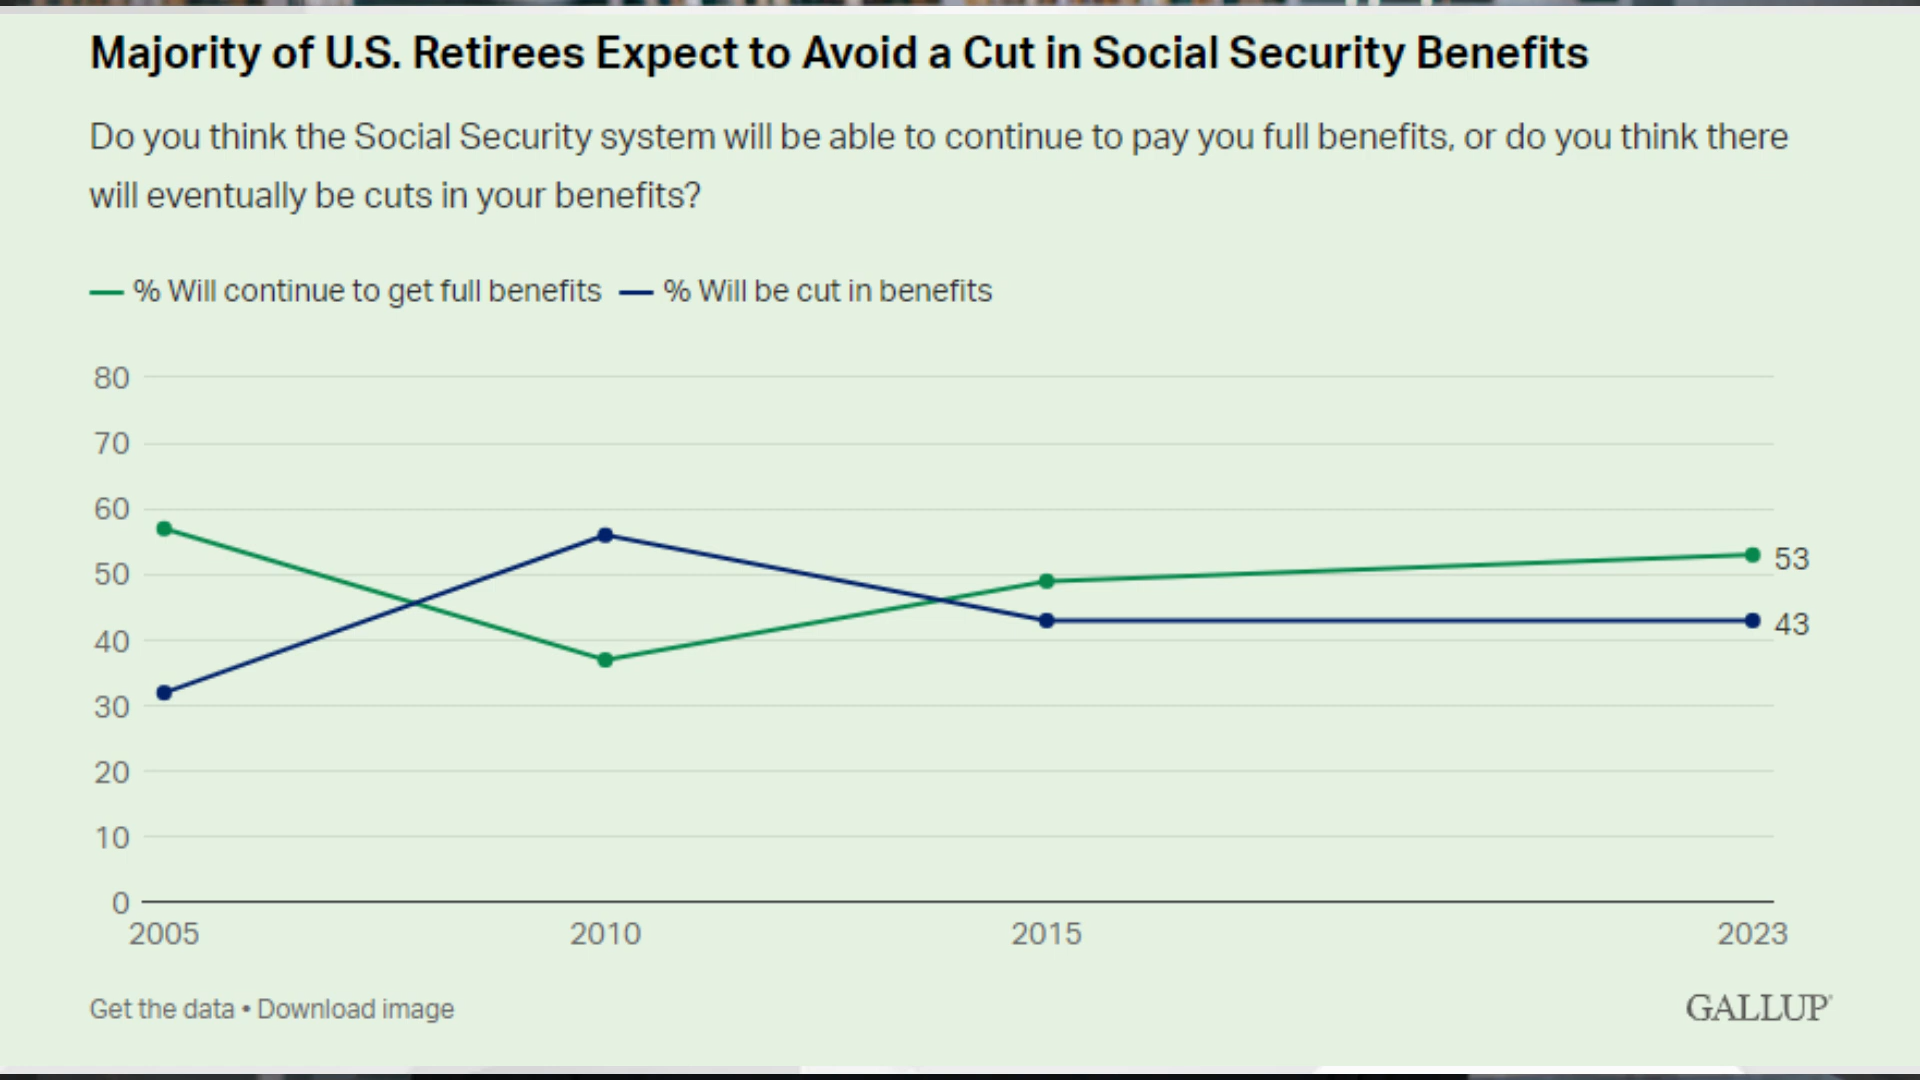 Majority of U.S. Retirees Expect to Avoid a Cut in Social Security Benefits
Do you think the Social Security system will be able to continue to pay you full benefits, or do you think there
will eventually be cuts in your benefits?
% Will continue to get full benefits % Will be cut in benefits
80
70
60
50
40
30
20
10
0
53
43
2005 2010 2015 2023
Get the data • Download image
GALLUP